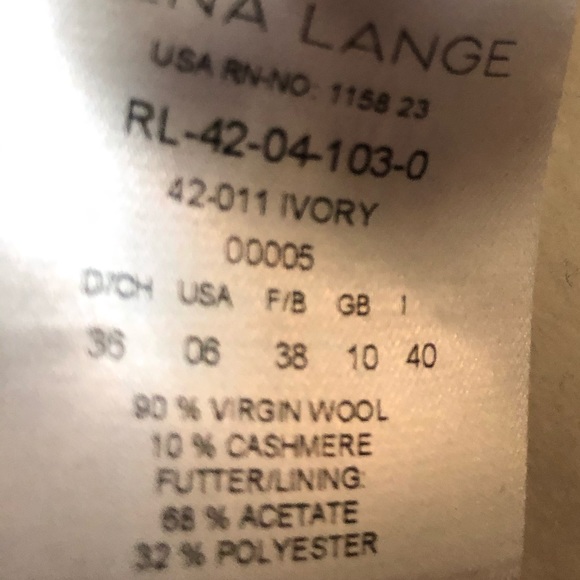 NA LANGE
USA RN-NO: 1158 23
RL-42-04-103-0
42-011 IVORY
00005
D/CH USA F/B GB I
36 06 38 10 40
90 % VIRGIN WOOL
10 % CASHMERE
FUTTER/LINING:
68 % ACETATE
32 % POLYESTER